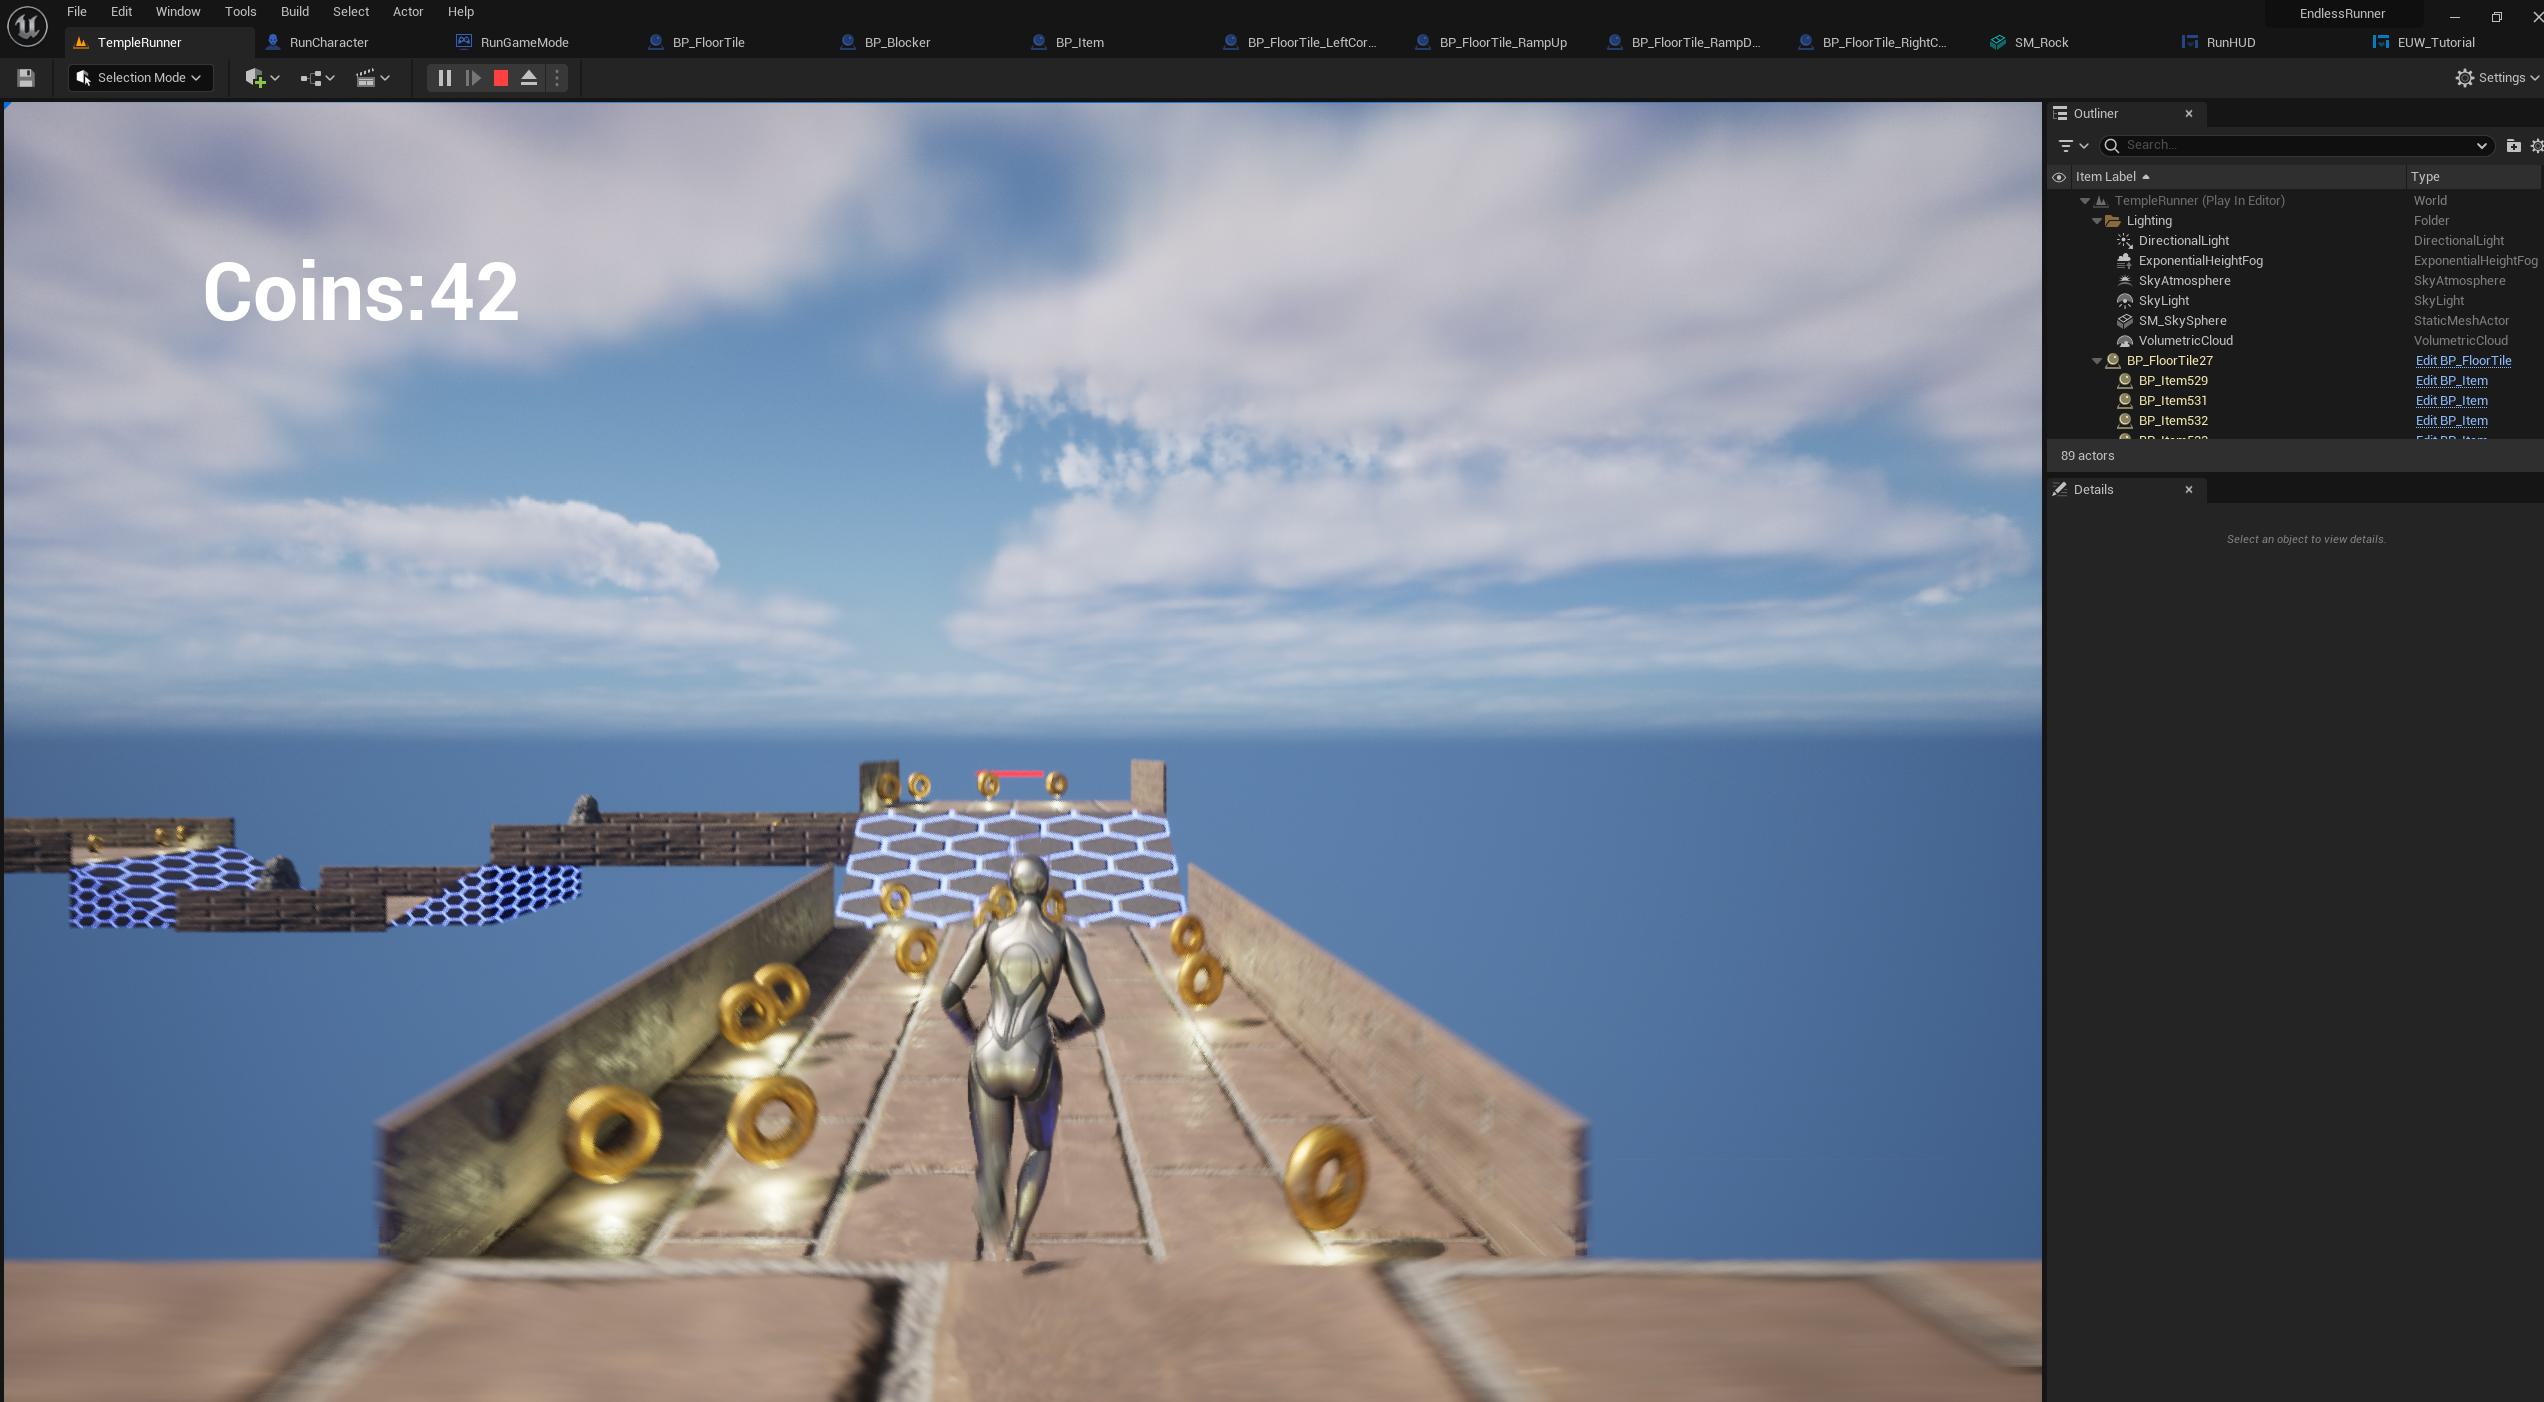 File Edit Window Tools Build Select Actor Help
EndlessRunner
TempleRunner RunCharacter RunGameMode BP_FloorTile BP_Blocker BP_Item BP_FloorTile_LeftCor... BP_FloorTile_RampUp BP_FloorTile_RampD... BP_FloorTile_RightC... SM_Rock RunHUD EUW_Tutorial
Selection Mode
Settings
Coins:42
Outliner
Search...
Item Label Type
TempleRunner (Play In Editor) World
Lighting Folder
DirectionalLight DirectionalLight
ExponentialHeightFog ExponentialHeightFog
SkyAtmosphere SkyAtmosphere
SkyLight SkyLight
SM_SkySphere StaticMeshActor
VolumetricCloud VolumetricCloud
BP_FloorTile27 Edit BP_FloorTile
BP_Item529 Edit BP_Item
BP_Item531 Edit BP_Item
BP_Item532 Edit BP_Item
89 actors
Details
Select an object to view details.